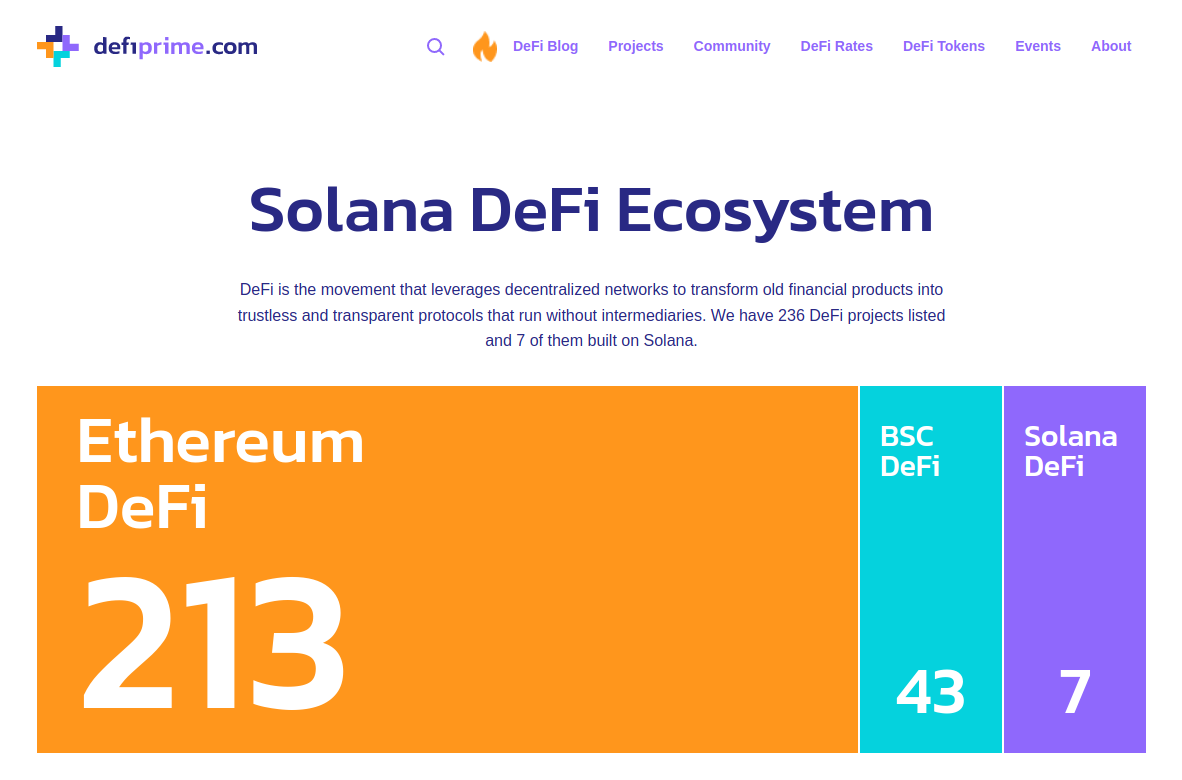 defiprime.com
DeFi Blog Projects Community DeFi Rates DeFi Tokens Events About
Solana DeFi Ecosystem
DeFi is the movement that leverages decentralized networks to transform old financial products into
trustless and transparent protocols that run without intermediaries. We have 236 DeFi projects listed
and 7 of them built on Solana.
Ethereum
DeFi
213
BSC
DeFi
43
Solana
DeFi
7